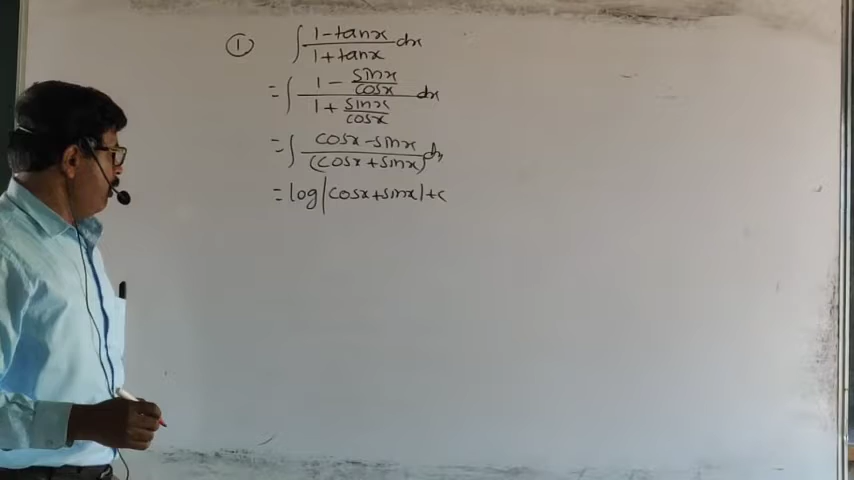 ① ∫ (1-tanx)/(1+tanx) dx
= ∫ (1 - sinx/cosx)/(1 + sinx/cosx) dx
= ∫ (cosx-sinx)/(cosx+sinx) dx
= log|cosx+sinx|+c